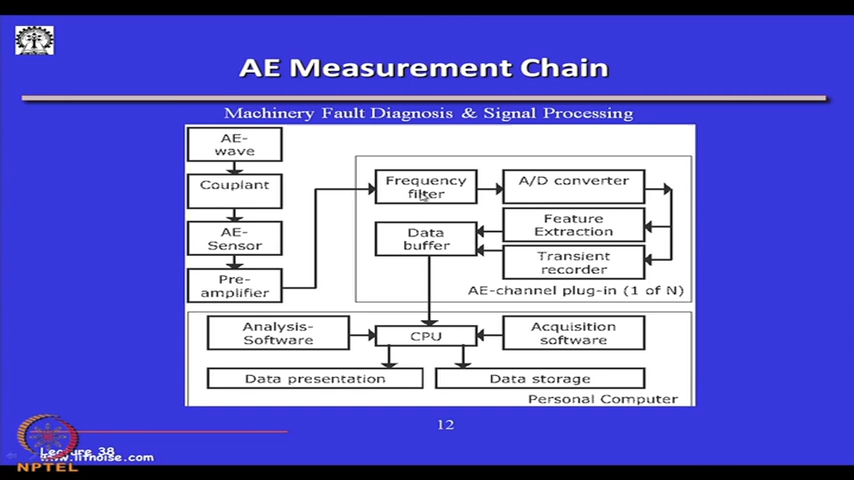 AE Measurement Chain
Machinery Fault Diagnosis & Signal Processing
AE-
wave
Couplant
AE-
Sensor
Pre-
amplifier
Frequency
filter
A/D converter
Feature
Extraction
Data
buffer
Transient
recorder
AE-channel plug-in (1 of N)
Analysis-
Software
CPU
Acquisition
software
Data presentation
Data storage
Personal Computer
12
Lecture 38
www.iitnoise.com
NPTEL